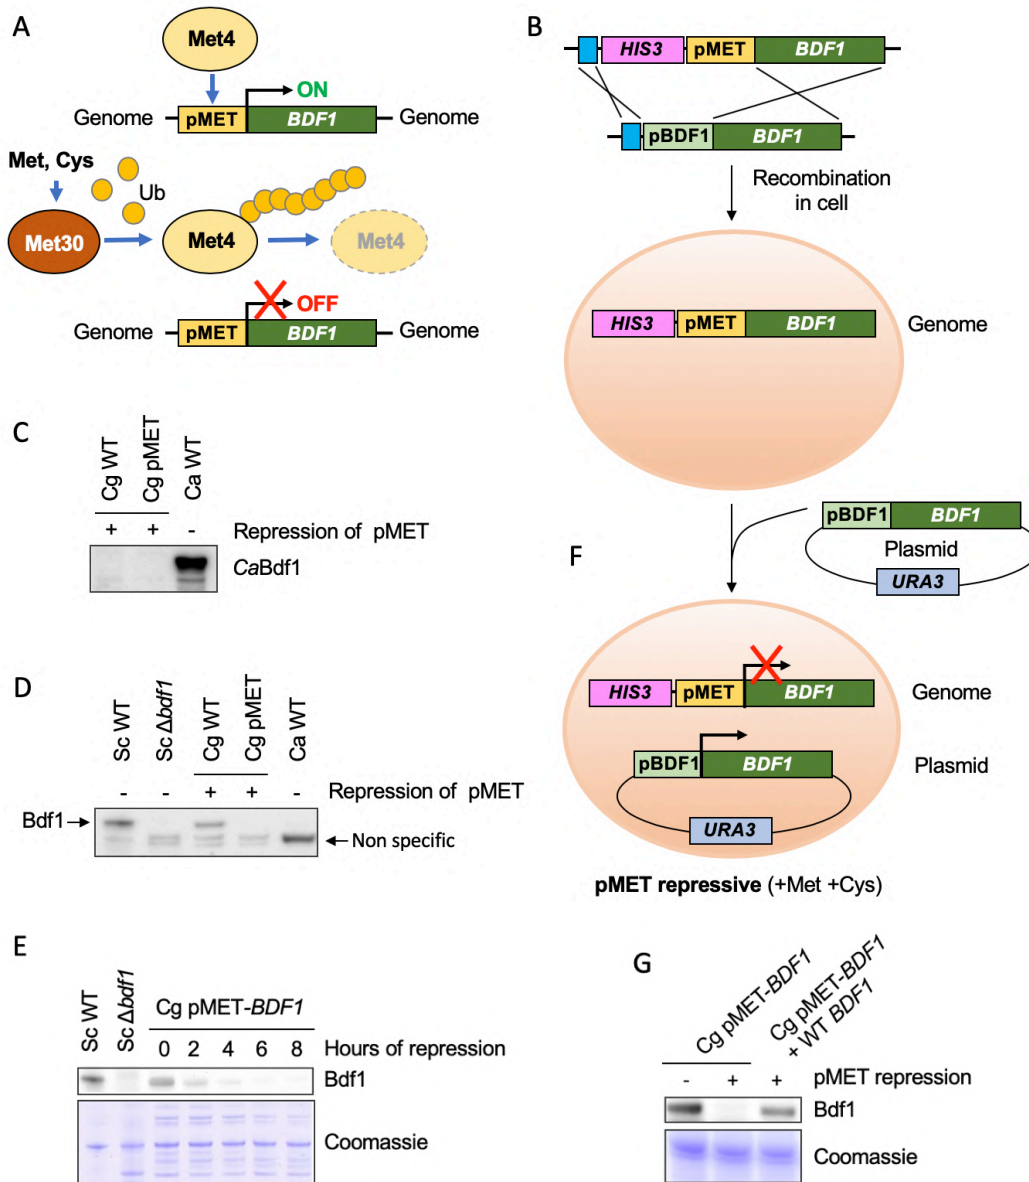 A
Met4
ON
Genome
pMET
BDF1
Genome
Met, Cys
Ub
Met30
Met4
Met4
OFF
Genome
pMET
BDF1
Genome
B
HIS3
pMET
BDF1
pBDF1
BDF1
Recombination
in cell
HIS3
pMET
BDF1
Genome
C
Cg WT
Cg pMET
Ca WT
+ + - Repression of pMET
CaBdf1
D
Sc WT
Sc Δbdf1
Cg WT
Cg pMET
Ca WT
- - + + - Repression of pMET
Bdf1
Non specific
E
Sc WT
Sc Δbdf1
Cg pMET-BDF1
0 2 4 6 8 Hours of repression
Bdf1
Coomassie
F
pBDF1
BDF1
Plasmid
URA3
HIS3
pMET
BDF1
Genome
pBDF1
BDF1
Plasmid
URA3
pMET repressive (+Met +Cys)
G
Cg pMET-BDF1
Cg pMET-BDF1
+ WT BDF1
- + + pMET repression
Bdf1
Coomassie